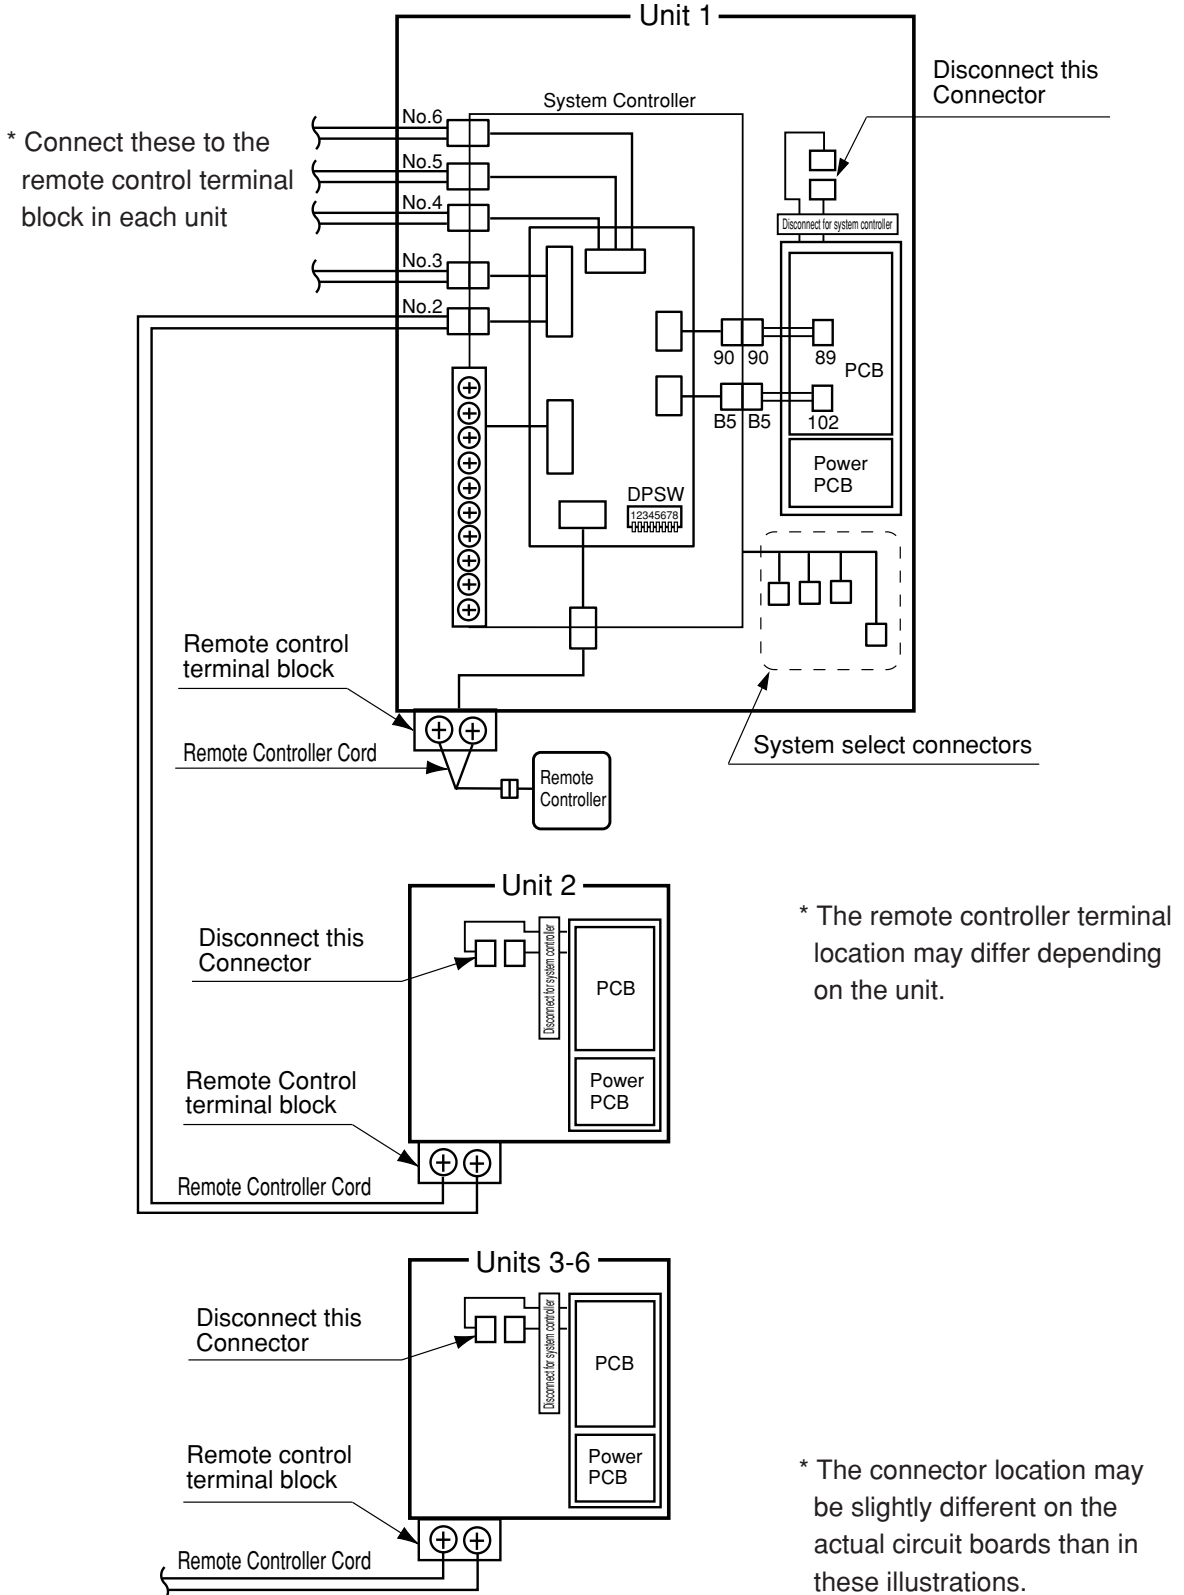 Unit 1
Disconnect this
Connector
System Controller
* Connect these to the
remote control terminal
block in each unit
No.6
No.5
No.4
No.3
No.2
Disconnect for system controller
90 90 89
PCB
B5 B5 102
Power
PCB
DPSW
12345678
Remote control
terminal block
Remote Controller Cord
System select connectors
Remote
Controller
Unit 2
Disconnect this
Connector
Disconnect for system controller
PCB
Power
PCB
* The remote controller terminal
location may differ depending
on the unit.
Remote Control
terminal block
Remote Controller Cord
Units 3-6
Disconnect this
Connector
Disconnect for system controller
PCB
Power
PCB
Remote control
terminal block
Remote Controller Cord
* The connector location may
be slightly different on the
actual circuit boards than in
these illustrations.